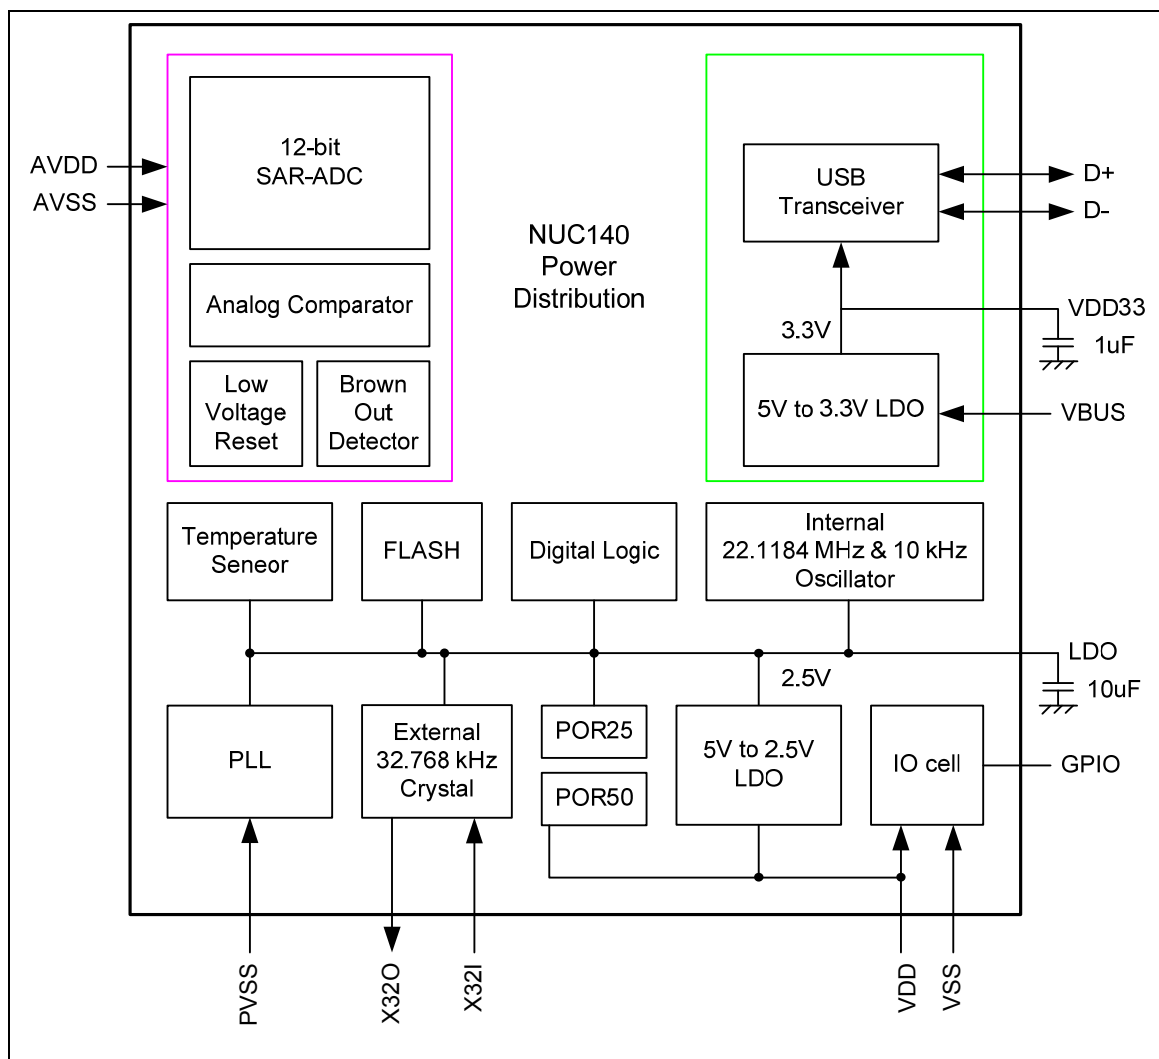 12-bit
SAR-ADC
AVDD
AVSS
Analog Comparator
Low
Voltage
Reset
Brown
Out
Detector
NUC140
Power
Distribution
USB
Transceiver
D+
D-
3.3V
VDD33
1uF
5V to 3.3V LDO
VBUS
Temperature
Seneor
FLASH
Digital Logic
Internal
22.1184 MHz & 10 kHz
Oscillator
2.5V
LDO
10uF
PLL
External
32.768 kHz
Crystal
POR25
POR50
5V to 2.5V
LDO
IO cell
GPIO
PVSS
X32O
X32I
VDD
VSS